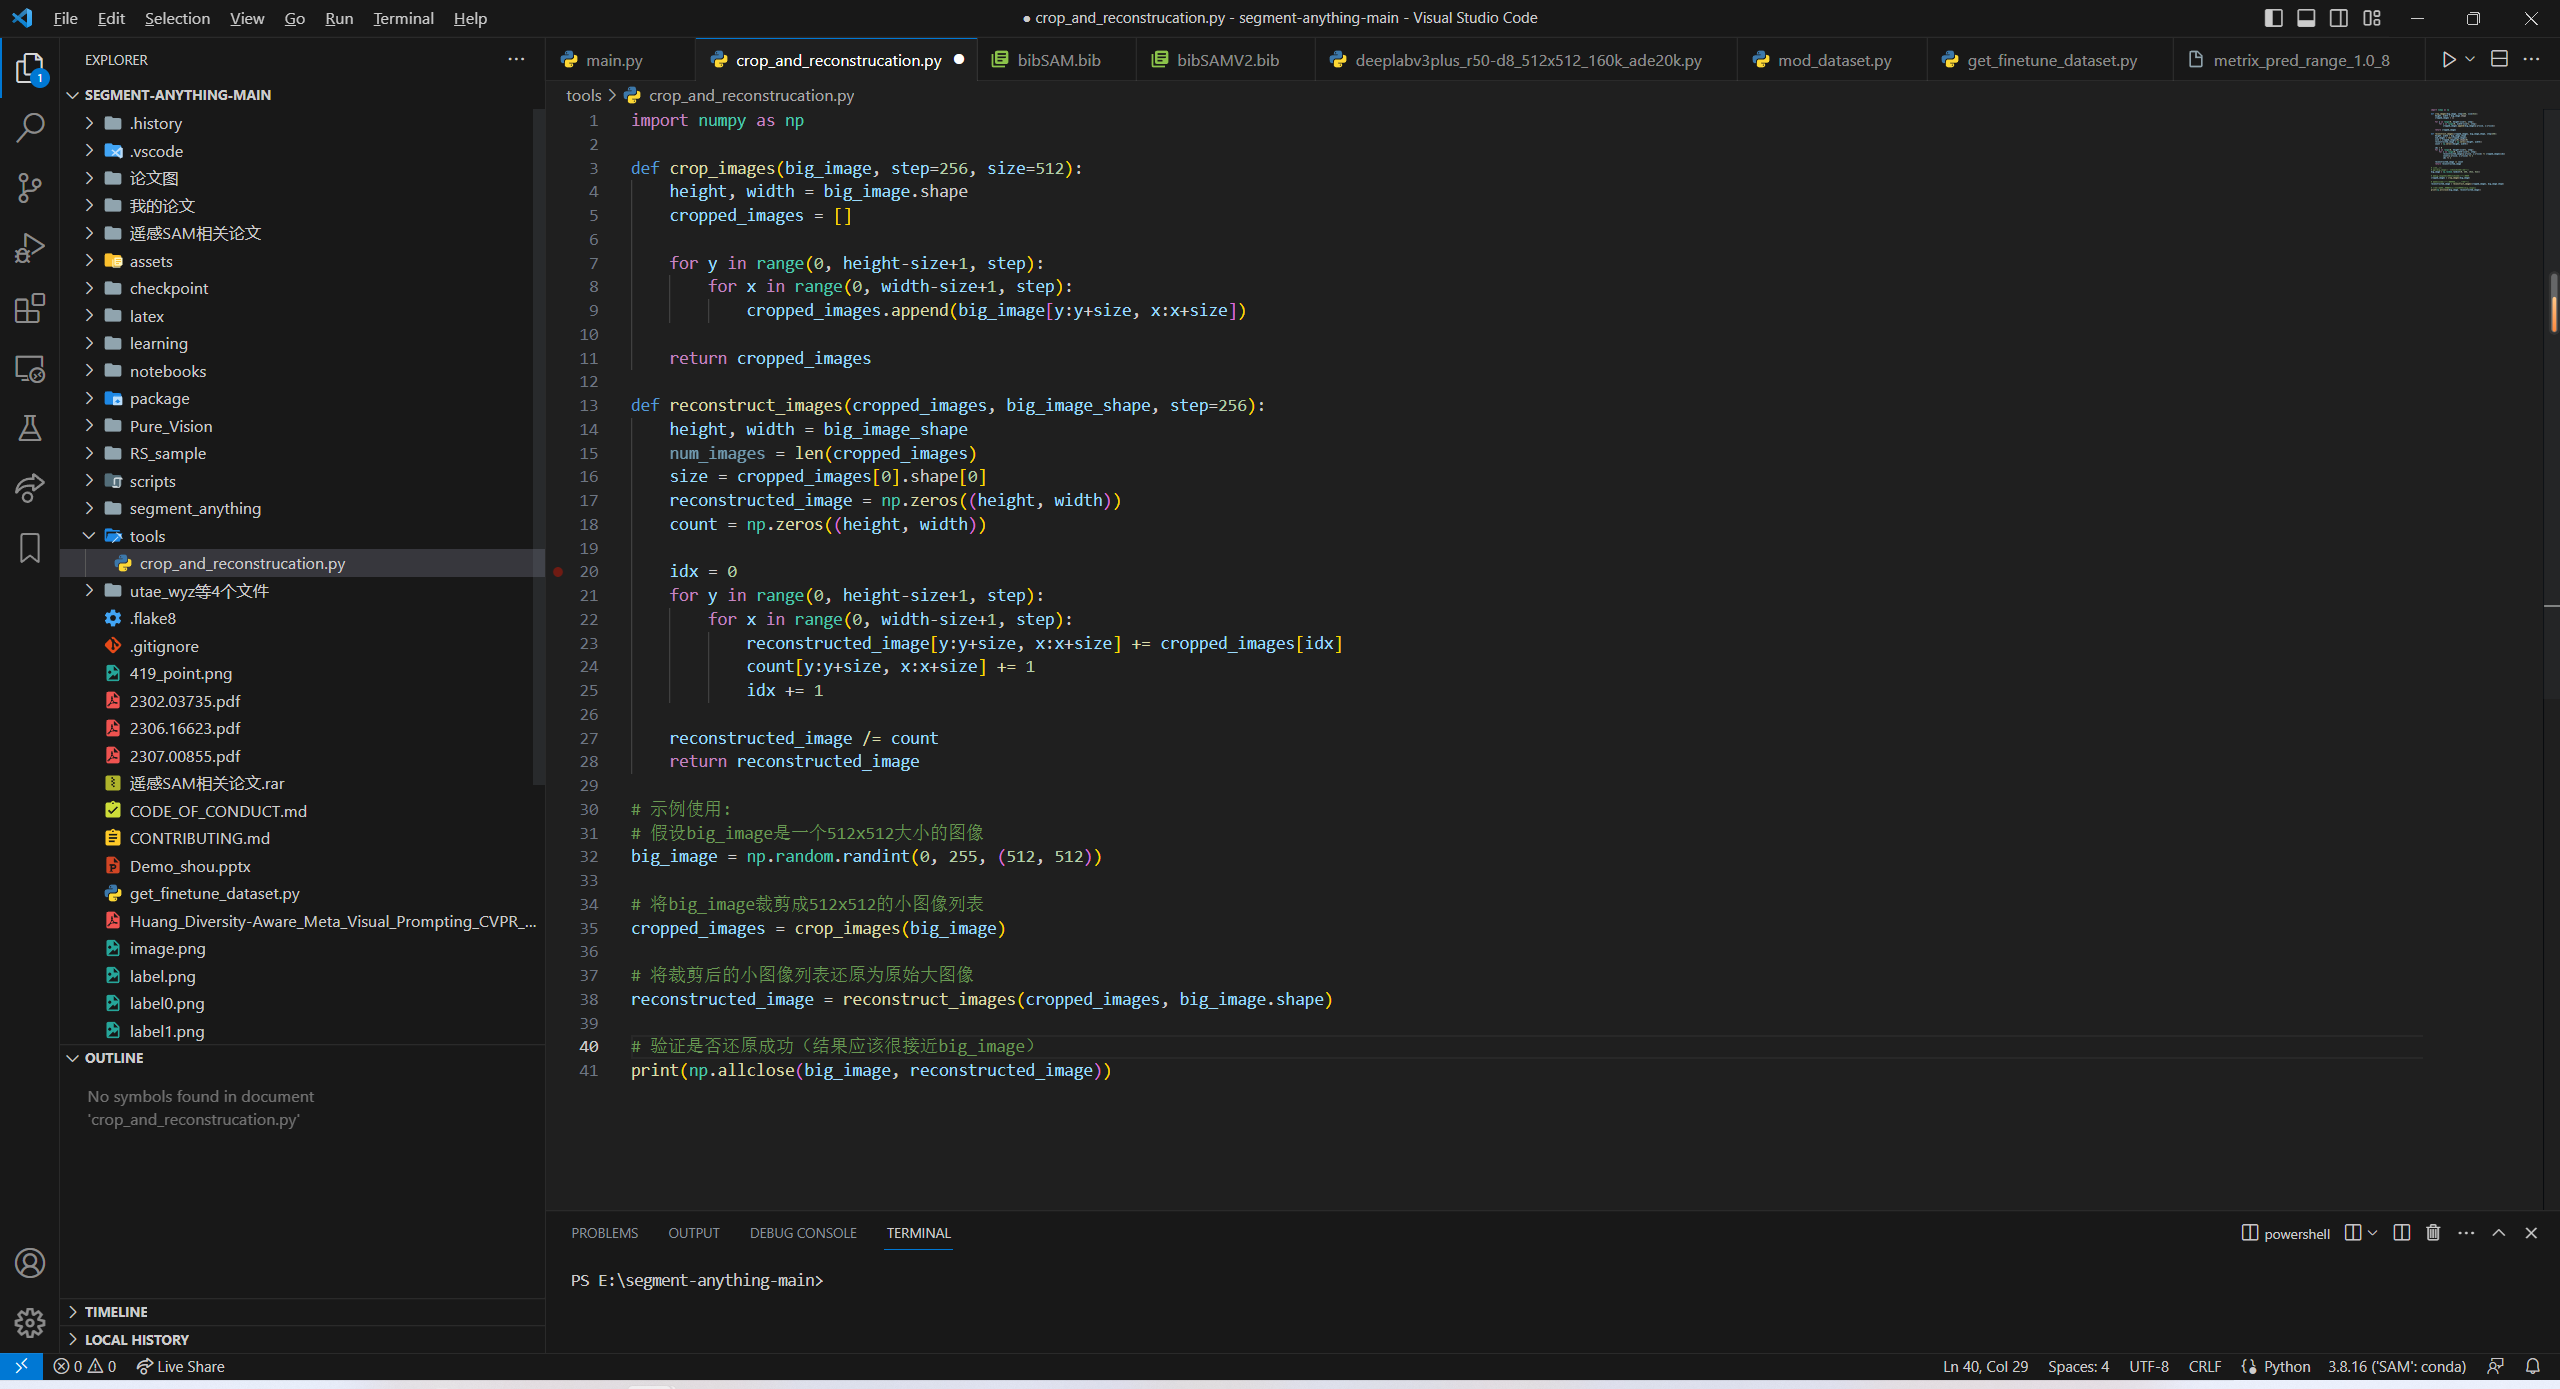 File Edit Selection View Go Run Terminal Help
● crop_and_reconstrucation.py - segment-anything-main - Visual Studio Code
EXPLORER
SEGMENT-ANYTHING-MAIN
.history
.vscode
论文图
我的论文
遥感SAM相关论文
assets
checkpoint
latex
learning
notebooks
package
Pure_Vision
RS_sample
scripts
segment_anything
tools
crop_and_reconstrucation.py
utae_wyz等4个文件
.flake8
.gitignore
419_point.png
2302.03735.pdf
2306.16623.pdf
2307.00855.pdf
遥感SAM相关论文.rar
CODE_OF_CONDUCT.md
CONTRIBUTING.md
Demo_shou.pptx
get_finetune_dataset.py
Huang_Diversity-Aware_Meta_Visual_Prompting_CVPR_...
image.png
label.png
label0.png
label1.png
OUTLINE
No symbols found in document
'crop_and_reconstrucation.py'
TIMELINE
LOCAL HISTORY
main.py
crop_and_reconstrucation.py
bibSAM.bib
bibSAMV2.bib
deeplabv3plus_r50-d8_512x512_160k_ade20k.py
mod_dataset.py
get_finetune_dataset.py
metrix_pred_range_1.0_8
tools > crop_and_reconstrucation.py
1 import numpy as np
2
3 def crop_images(big_image, step=256, size=512):
4 height, width = big_image.shape
5 cropped_images = []
6
7 for y in range(0, height-size+1, step):
8 for x in range(0, width-size+1, step):
9 cropped_images.append(big_image[y:y+size, x:x+size])
10
11 return cropped_images
12
13 def reconstruct_images(cropped_images, big_image_shape, step=256):
14 height, width = big_image_shape
15 num_images = len(cropped_images)
16 size = cropped_images[0].shape[0]
17 reconstructed_image = np.zeros((height, width))
18 count = np.zeros((height, width))
19
20 idx = 0
21 for y in range(0, height-size+1, step):
22 for x in range(0, width-size+1, step):
23 reconstructed_image[y:y+size, x:x+size] += cropped_images[idx]
24 count[y:y+size, x:x+size] += 1
25 idx += 1
26
27 reconstructed_image /= count
28 return reconstructed_image
29
30 # 示例使用:
31 # 假设big_image是一个512x512大小的图像
32 big_image = np.random.randint(0, 255, (512, 512))
33
34 # 将big_image裁剪成512x512的小图像列表
35 cropped_images = crop_images(big_image)
36
37 # 将裁剪后的小图像列表还原为原始大图像
38 reconstructed_image = reconstruct_images(cropped_images, big_image.shape)
39
40 # 验证是否还原成功（结果应该很接近big_image）
41 print(np.allclose(big_image, reconstructed_image))
PROBLEMS OUTPUT DEBUG CONSOLE TERMINAL
powershell
PS E:\segment-anything-main>
1
0 0 Live Share
Ln 40, Col 29 Spaces: 4 UTF-8 CRLF Python 3.8.16 ('SAM': conda)